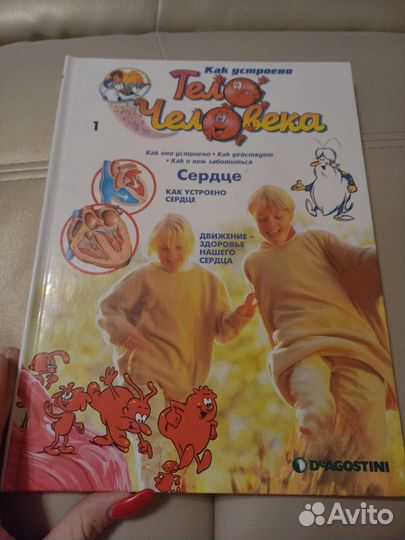 Как устроено
Тело
Человека
1
Как оно устроено • Как действует
• Как о нем заботиться
Сердце
КАК УСТРОЕНО
СЕРДЦЕ
ДВИЖЕНИЕ –
ЗДОРОВЬЕ
НАШЕГО
СЕРДЦА
DEAGOSTINI
Avito